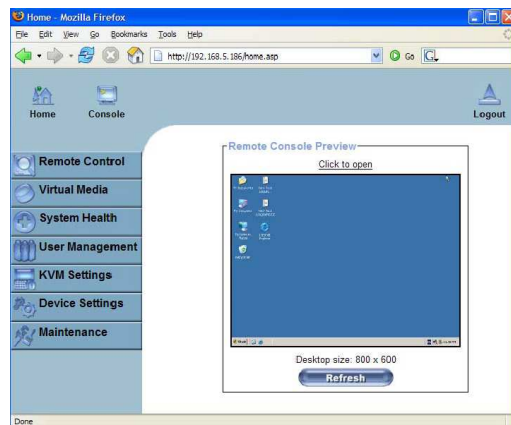 Home - Mozilla Firefox
File Edit View Go Bookmarks Tools Help
http://192.168.5.186/home.asp Go
Home Console Logout
Remote Control
Virtual Media
System Health
User Management
KVM Settings
Device Settings
Maintenance
Remote Console Preview
Click to open
Desktop size: 800 x 600
Refresh
Done